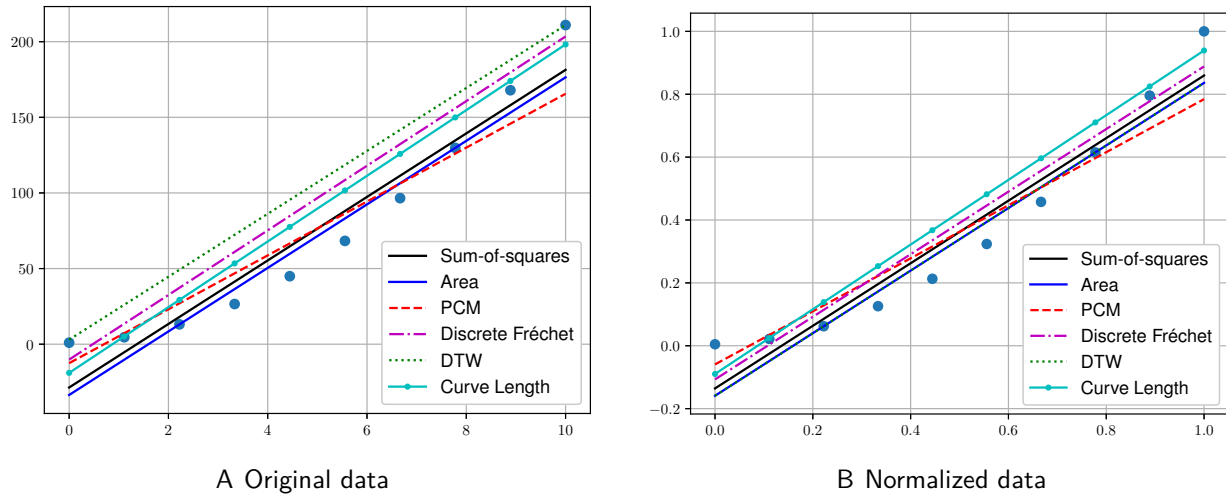 200
150
100
50
0
0 2 4 6 8 10
Sum-of-squares
Area
PCM
Discrete Fréchet
DTW
Curve Length
A Original data
1.0
0.8
0.6
0.4
0.2
0.0
−0.2
0.0 0.2 0.4 0.6 0.8 1.0
Sum-of-squares
Area
PCM
Discrete Fréchet
DTW
Curve Length
B Normalized data